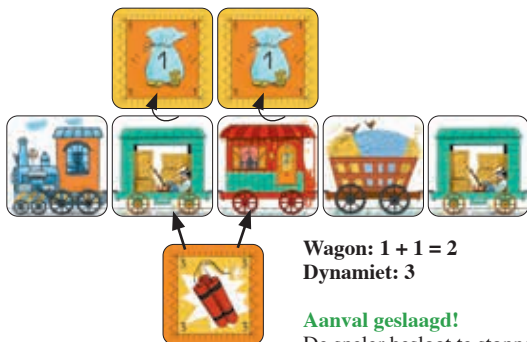 1 1
Wagon: 1 + 1 = 2
Dynamiet: 3
3 3
3 3
Aanval geslaagd!